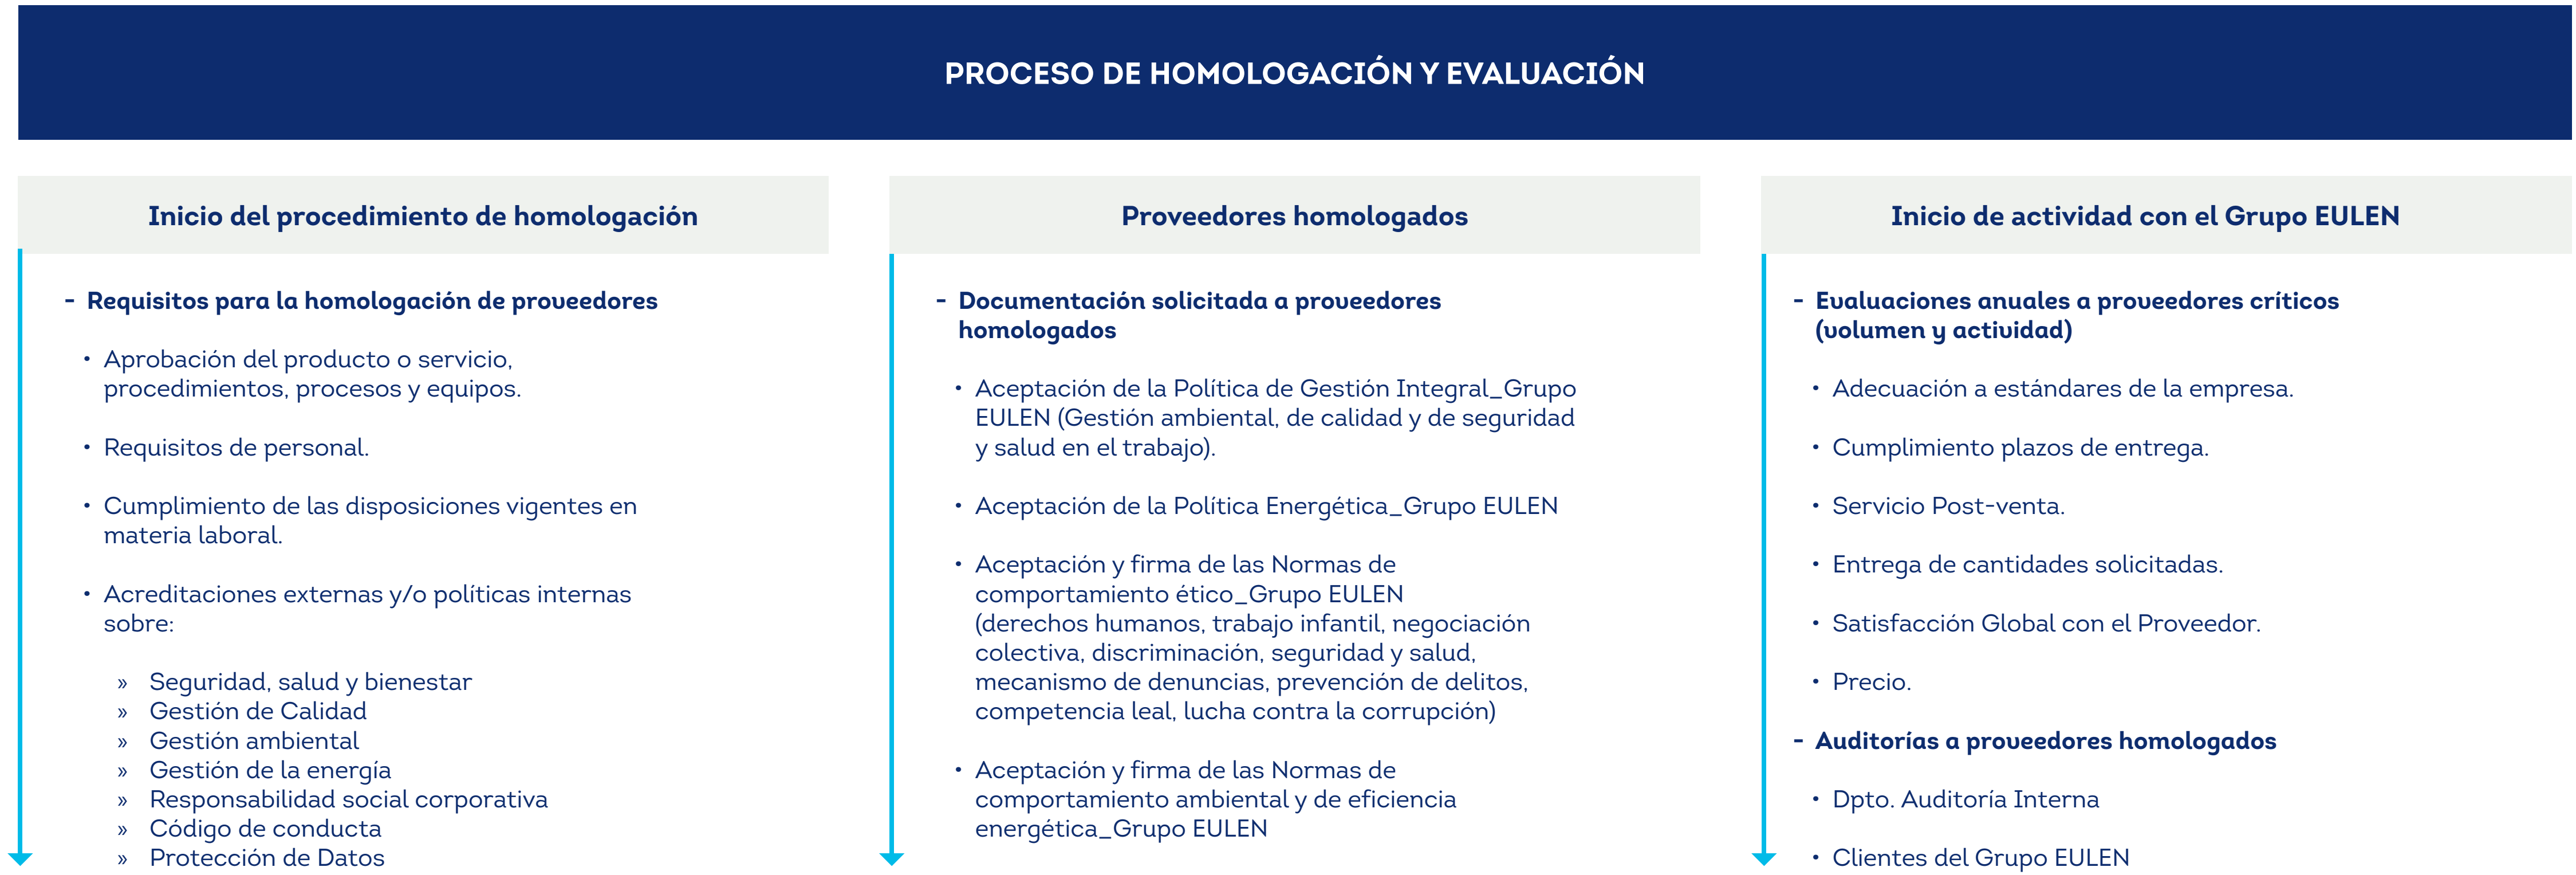 PROCESO DE HOMOLOGACIÓN Y EVALUACIÓN
Inicio del procedimiento de homologación
- Requisitos para la homologación de proveedores
• Aprobación del producto o servicio,
procedimientos, procesos y equipos.
• Requisitos de personal.
• Cumplimiento de las disposiciones vigentes en
materia laboral.
• Acreditaciones externas y/o políticas internas
sobre:
» Seguridad, salud y bienestar
» Gestión de Calidad
» Gestión ambiental
» Gestión de la energía
» Responsabilidad social corporativa
» Código de conducta
» Protección de Datos
Proveedores homologados
- Documentación solicitada a proveedores
homologados
• Aceptación de la Política de Gestión Integral_Grupo
EULEN (Gestión ambiental, de calidad y de seguridad
y salud en el trabajo).
• Aceptación de la Política Energética_Grupo EULEN
• Aceptación y firma de las Normas de
comportamiento ético_Grupo EULEN
(derechos humanos, trabajo infantil, negociación
colectiva, discriminación, seguridad y salud,
mecanismo de denuncias, prevención de delitos,
competencia leal, lucha contra la corrupción)
• Aceptación y firma de las Normas de
comportamiento ambiental y de eficiencia
energética_Grupo EULEN
Inicio de actividad con el Grupo EULEN
- Evaluaciones anuales a proveedores críticos
(volumen y actividad)
• Adecuación a estándares de la empresa.
• Cumplimiento plazos de entrega.
• Servicio Post-venta.
• Entrega de cantidades solicitadas.
• Satisfacción Global con el Proveedor.
• Precio.
- Auditorías a proveedores homologados
• Dpto. Auditoría Interna
• Clientes del Grupo EULEN